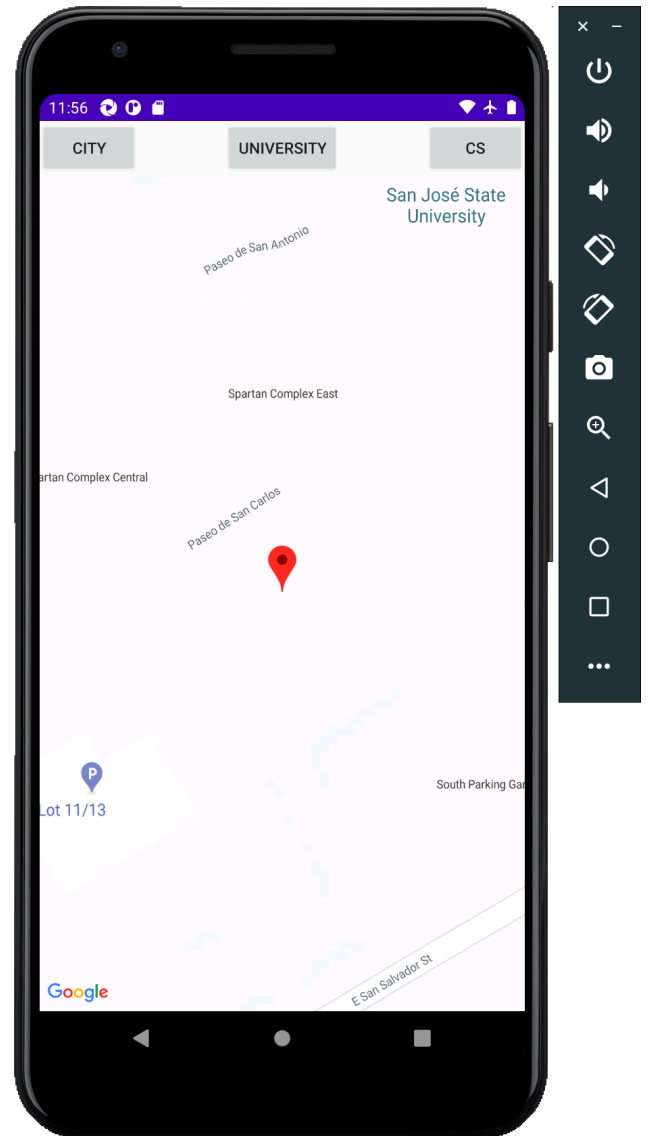 11:56
CITY UNIVERSITY CS
San José State
University
Paseo de San Antonio
Spartan Complex East
artan Complex Central
Paseo de San Carlos
P
South Parking Gar
Lot 11/13
E San Salvador St
Google